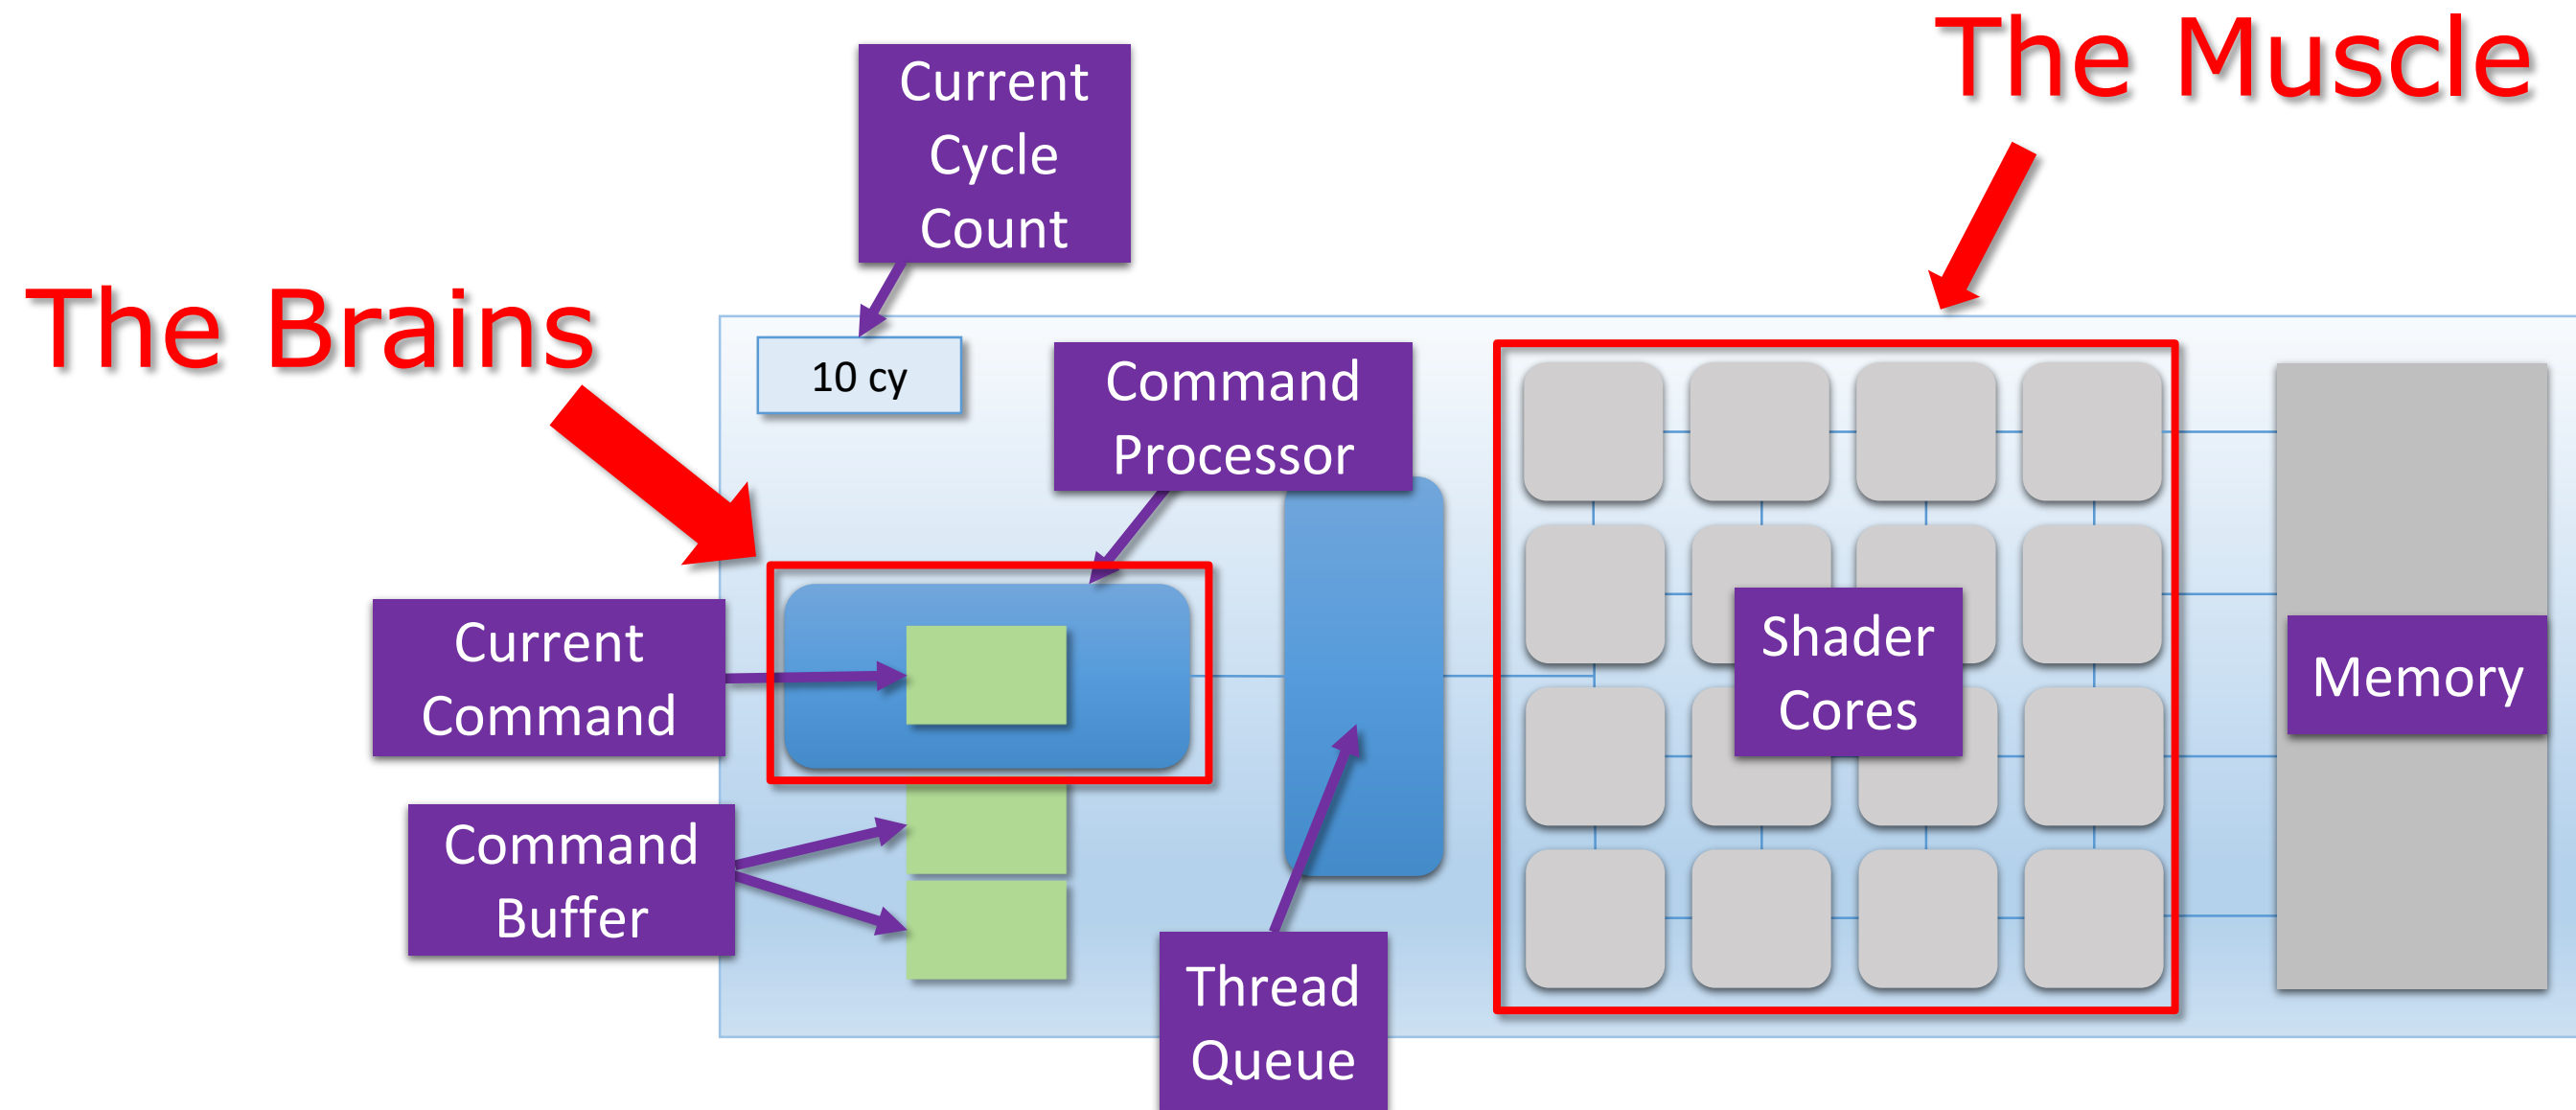 The Muscle
Current
Cycle
Count
The Brains
10 cy
Command
Processor
Current
Command
Shader
Cores
Memory
Command
Buffer
Thread
Queue